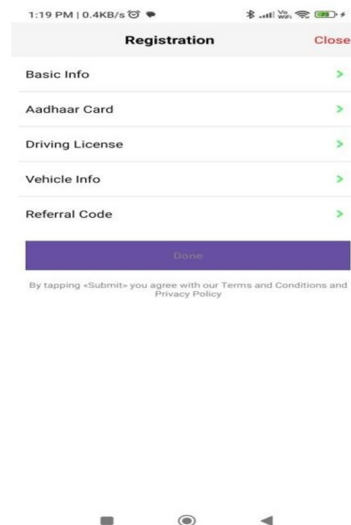 1:19 PM | 0.4KB/s
Registration
Close
Basic Info
Aadhaar Card
Driving License
Vehicle Info
Referral Code
Done
By tapping «Submit» you agree with our Terms and Conditions and
Privacy Policy